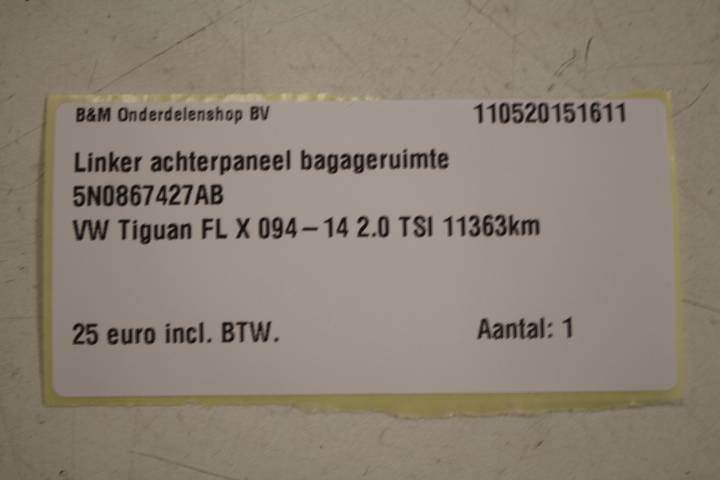 B&M Onderdelenshop BV 110520151611
Linker achterpaneel bagageruimte
5N0867427AB
VW Tiguan FL X 094-14 2.0 TSI 11363km
25 euro incl. BTW. Aantal: 1